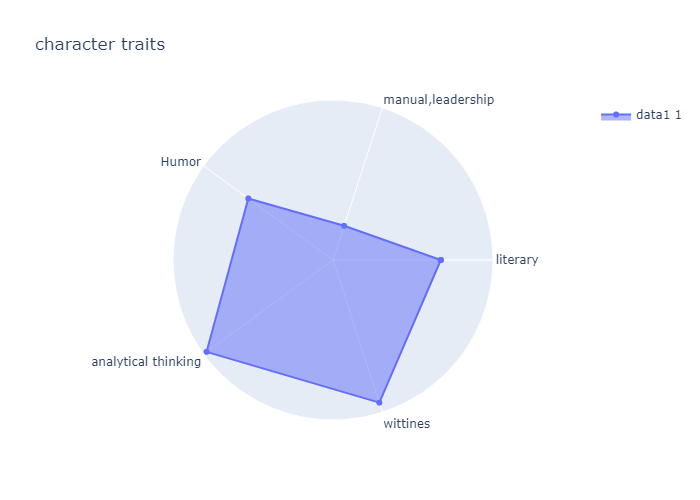 character traits
manual,leadership
data1 1
Humor
literary
analytical thinking
wittines